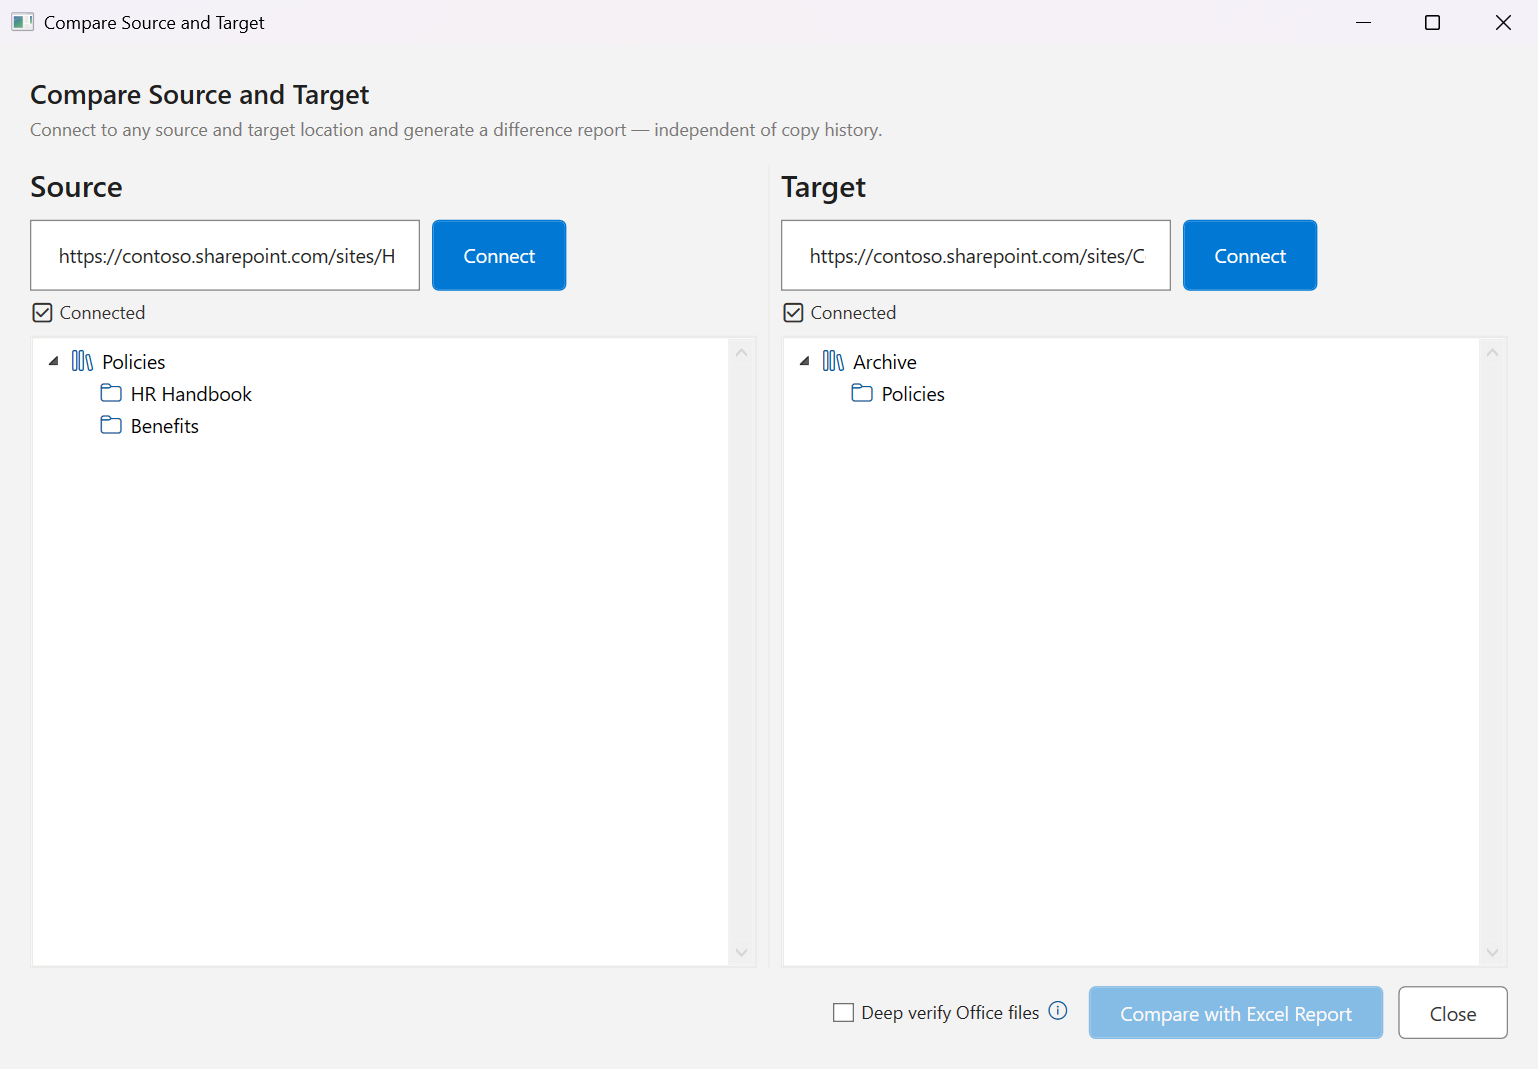 Compare Source and Target
Compare Source and Target
Connect to any source and target location and generate a difference report — independent of copy history.
Source
https://contoso.sharepoint.com/sites/H
Connect
Connected
Policies
HR Handbook
Benefits
Target
https://contoso.sharepoint.com/sites/C
Connect
Connected
Archive
Policies
Deep verify Office files
Compare with Excel Report
Close